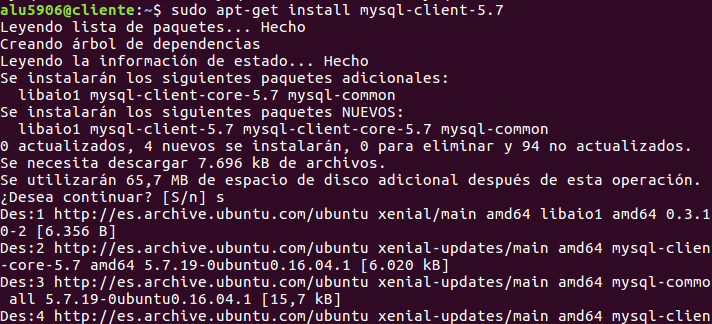 alu5906@cliente:~$ sudo apt-get install mysql-client-5.7
Leyendo lista de paquetes... Hecho
Creando árbol de dependencias
Leyendo la información de estado... Hecho
Se instalarán los siguientes paquetes adicionales:
  libaio1 mysql-client-core-5.7 mysql-common
Se instalarán los siguientes paquetes NUEVOS:
  libaio1 mysql-client-5.7 mysql-client-core-5.7 mysql-common
0 actualizados, 4 nuevos se instalarán, 0 para eliminar y 94 no actualizados.
Se necesita descargar 7.696 kB de archivos.
Se utilizarán 65,7 MB de espacio de disco adicional después de esta operación.
¿Desea continuar? [S/n] s
Des:1 http://es.archive.ubuntu.com/ubuntu xenial/main amd64 libaio1 amd64 0.3.1
0-2 [6.356 B]
Des:2 http://es.archive.ubuntu.com/ubuntu xenial-updates/main amd64 mysql-clien
-core-5.7 amd64 5.7.19-0ubuntu0.16.04.1 [6.020 kB]
Des:3 http://es.archive.ubuntu.com/ubuntu xenial-updates/main amd64 mysql-commo
 all 5.7.19-0ubuntu0.16.04.1 [15,7 kB]
Des:4 http://es.archive.ubuntu.com/ubuntu xenial-updates/main amd64 mysql-clien